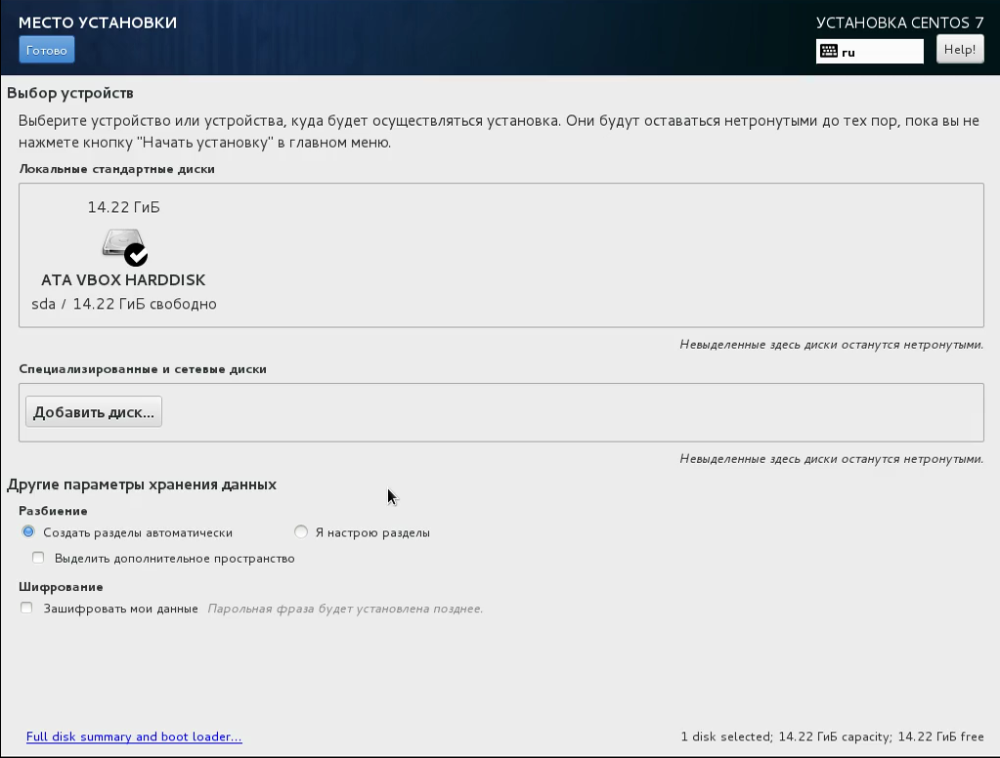 МЕСТО УСТАНОВКИ
УСТАНОВКА CENTOS 7
Готово
ru
Help!
Выбор устройств
Выберите устройство или устройства, куда будет осуществляться установка. Они будут оставаться нетронутыми до тех пор, пока вы не
нажмете кнопку "Начать установку" в главном меню.
Локальные стандартные диски
14.22 ГиБ
ATA VBOX HARDDISK
sda / 14.22 ГиБ свободно
Невыделенные здесь диски останутся нетронутыми.
Специализированные и сетевые диски
Добавить диск...
Невыделенные здесь диски останутся нетронутыми.
Другие параметры хранения данных
Разбиение
Создать разделы автоматически
Я настрою разделы
Выделить дополнительное пространство
Шифрование
Зашифровать мои данные Парольная фраза будет установлена позднее.
Full disk summary and boot loader...
1 disk selected; 14.22 ГиБ capacity; 14.22 ГиБ free